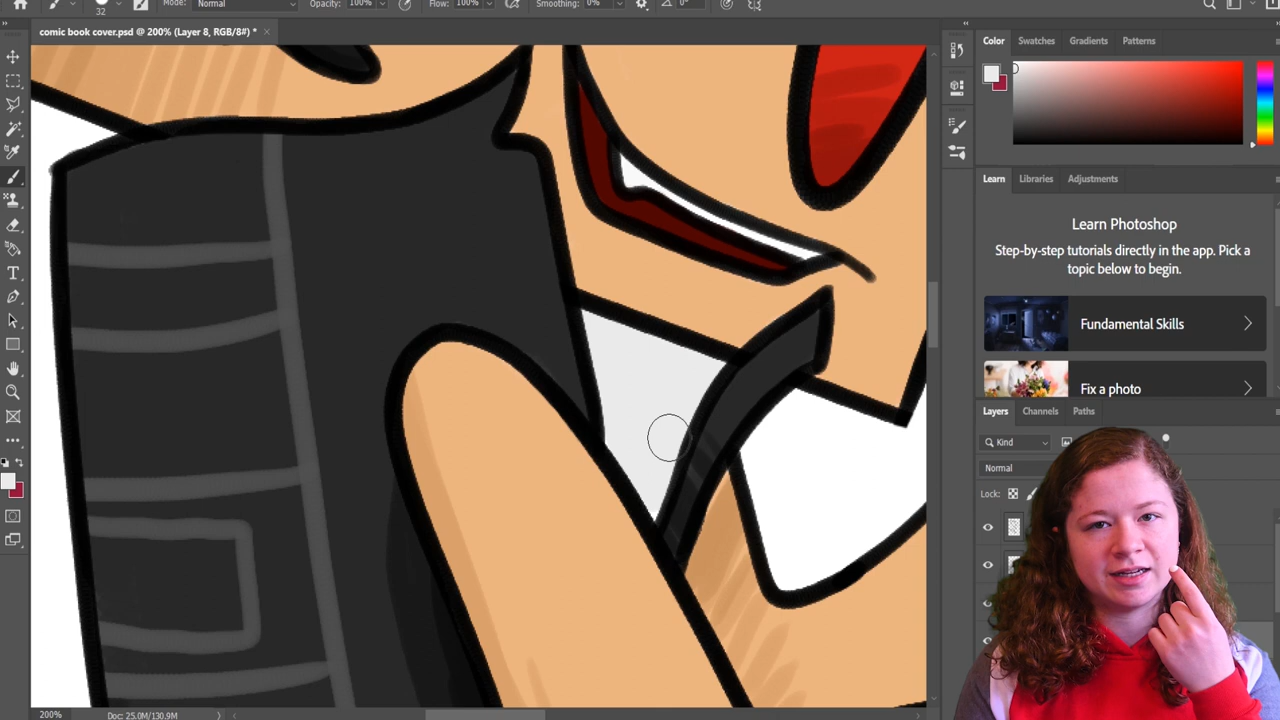 32
Mode: Normal
Opacity: 100%
Flow: 100%
Smoothing: 0%
0°
comic book cover.psd @ 200% (Layer 8, RGB/8#) *
Color Swatches Gradients Patterns
Learn Libraries Adjustments
Learn Photoshop
Step-by-step tutorials directly in the app. Pick a
topic below to begin.
Fundamental Skills
Fix a photo
Layers Channels Paths
Kind
Normal
Lock:
200% Doc: 25.0M/130.9M